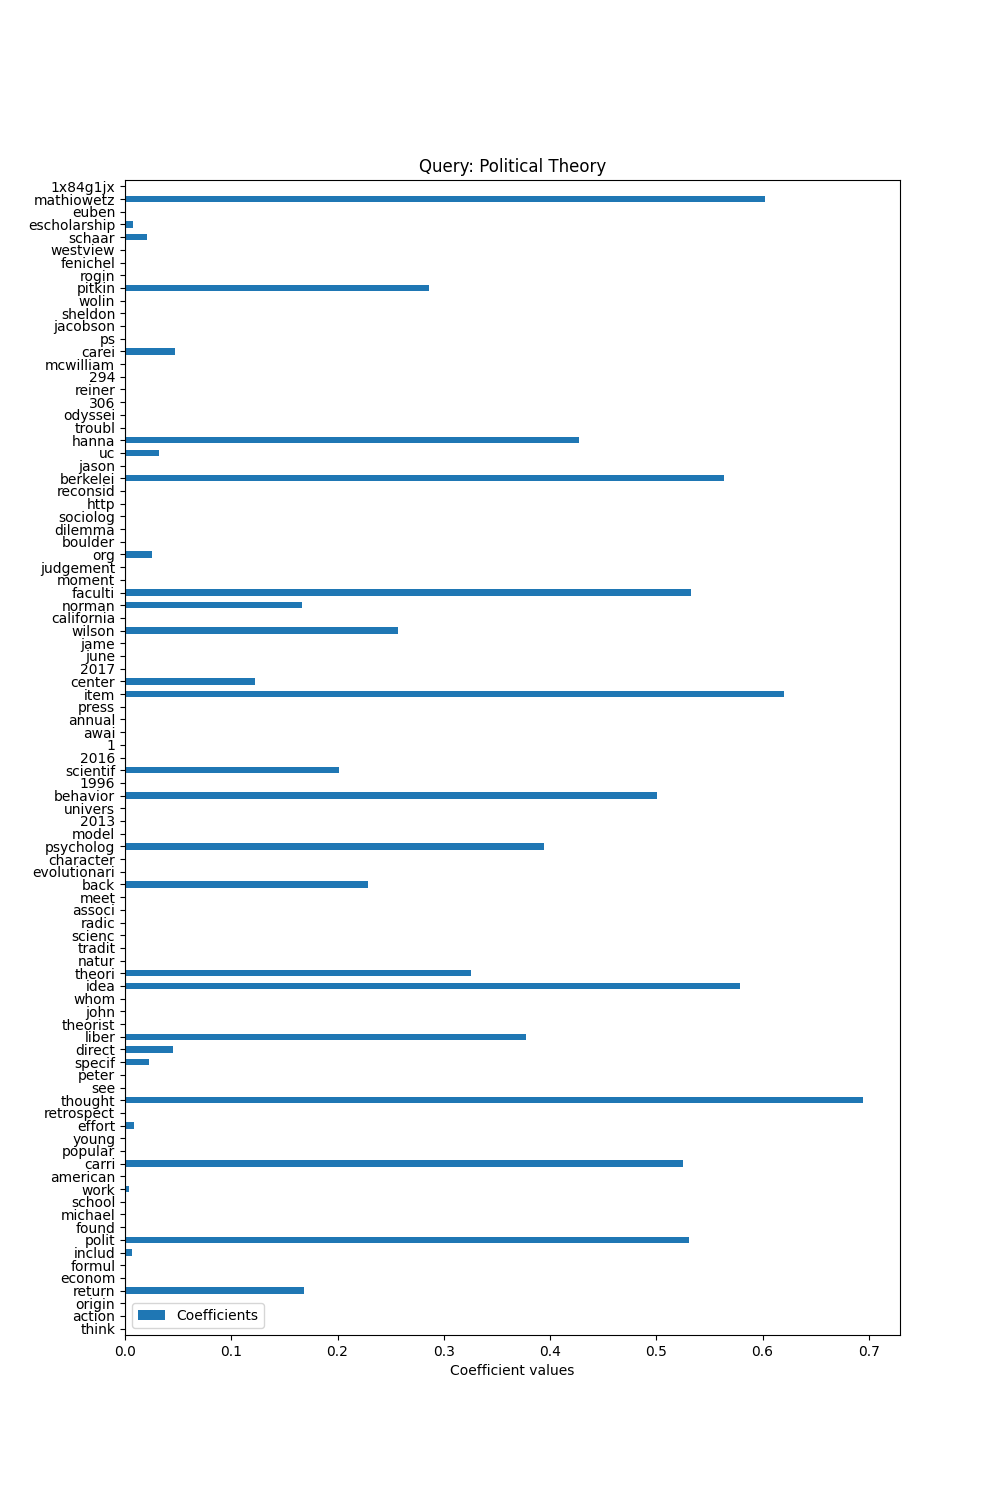 Query: Political Theory
1x84g1jx
mathiowetz
euben
escholarship
schaar
westview
fenichel
rogin
pitkin
wolin
sheldon
jacobson
ps
carei
mcwilliam
294
reiner
306
odyssei
troubl
hanna
uc
jason
berkelei
reconsid
http
sociolog
dilemma
boulder
org
judgement
moment
faculti
norman
california
wilson
jame
june
2017
center
item
press
annual
awai
1
2016
scientif
1996
behavior
univers
2013
model
psycholog
character
evolutionari
back
meet
associ
radic
scienc
tradit
natur
theori
idea
whom
john
theorist
liber
direct
specif
peter
see
thought
retrospect
effort
young
popular
carri
american
work
school
michael
found
polit
includ
formul
econom
return
origin
action
think
Coefficients
0.0 0.1 0.2 0.3 0.4 0.5 0.6 0.7
Coefficient values